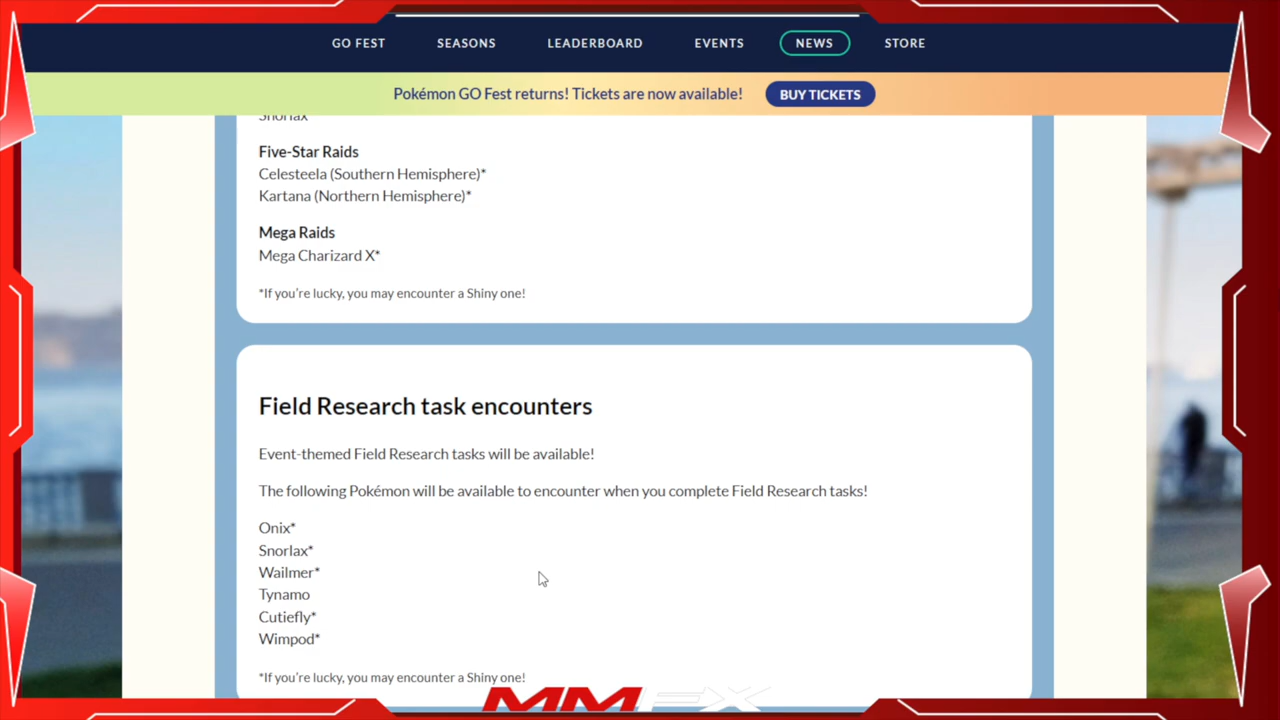 GO FEST SEASONS LEADERBOARD EVENTS NEWS STORE
Pokémon GO Fest returns! Tickets are now available! BUY TICKETS
Snorlax
Five-Star Raids
Celesteela (Southern Hemisphere)*
Kartana (Northern Hemisphere)*
Mega Raids
Mega Charizard X*
*If you're lucky, you may encounter a Shiny one!
Field Research task encounters
Event-themed Field Research tasks will be available!
The following Pokémon will be available to encounter when you complete Field Research tasks!
Onix*
Snorlax*
Wailmer*
Tynamo
Cutiefly*
Wimpod*
*If you're lucky, you may encounter a Shiny one!
MMFX